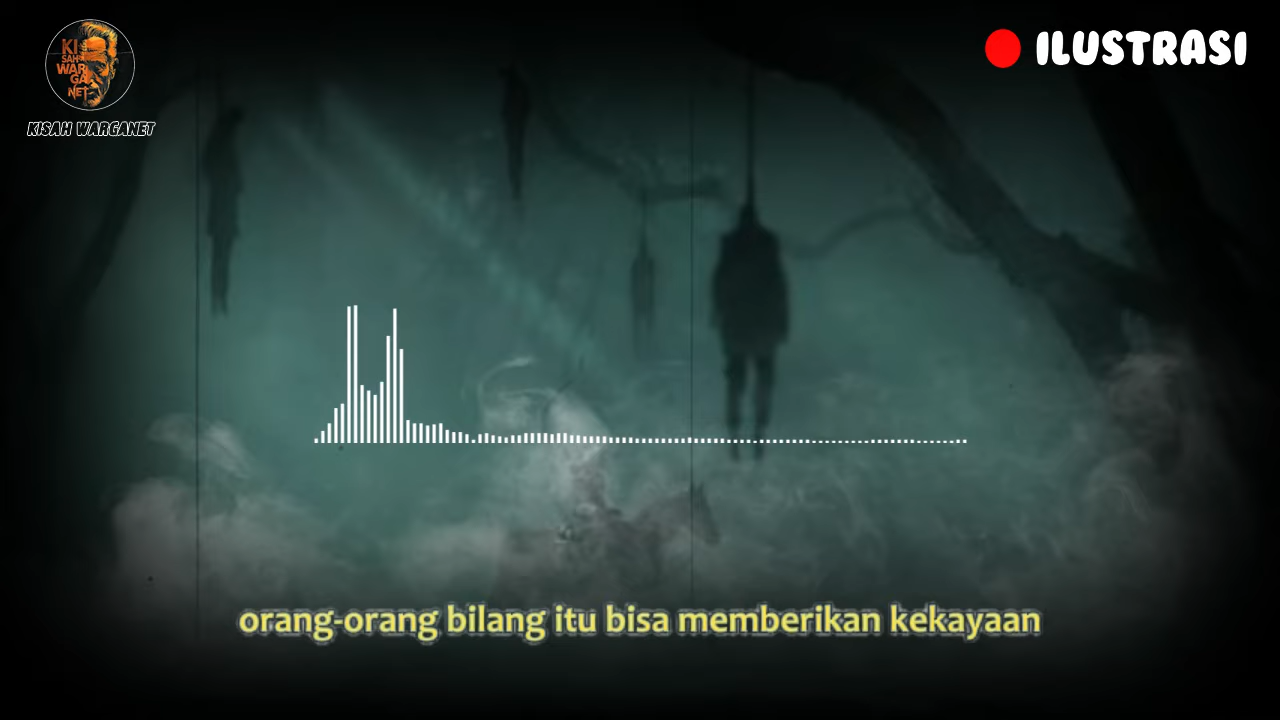 KI
SAH
WAR
GA
NET
KISAH WARGANET
ILUSTRASI
orang-orang bilang itu bisa memberikan kekayaan